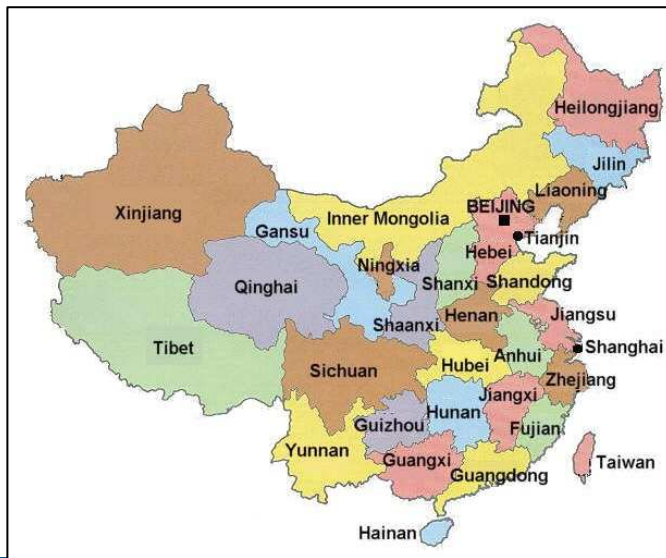 Heilongjiang
Jilin
Liaoning
BEIJING
Inner Mongolia
Xinjiang
Gansu
Tianjin
Hebei
Ningxia
Shanxi
Shandong
Qinghai
Shaanxi
Henan
Jiangsu
Tibet
Shanghai
Anhui
Hubei
Sichuan
Zhejiang
Jiangxi
Hunan
Guizhou
Fujian
Yunnan
Guangxi
Taiwan
Guangdong
Hainan